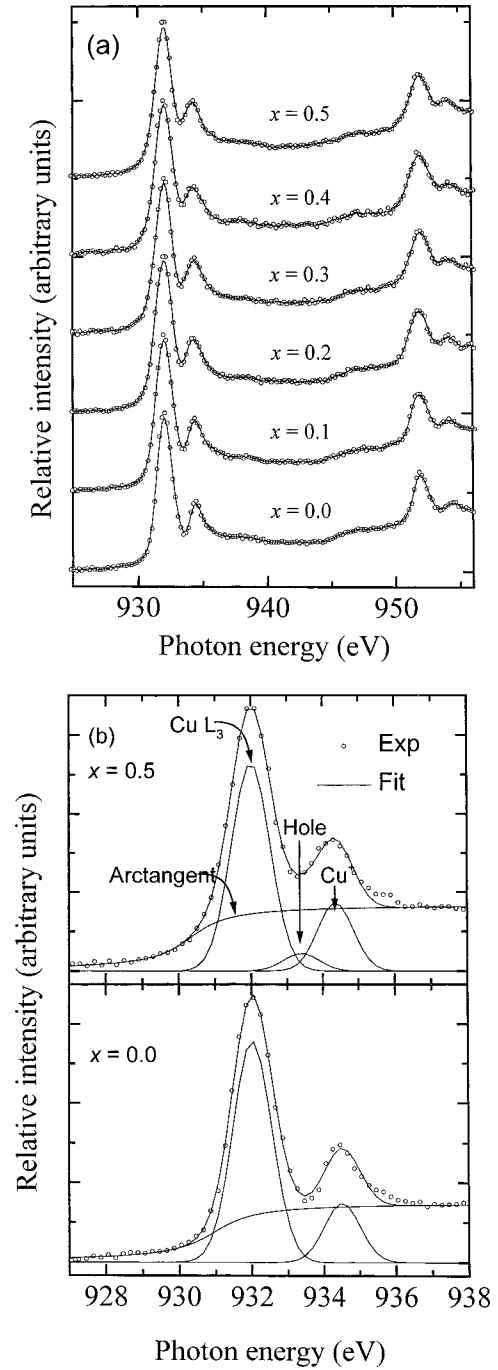 (a)
x = 0.5
x = 0.4
x = 0.3
x = 0.2
x = 0.1
x = 0.0
Relative intensity (arbitrary units)
930
940
950
Photon energy (eV)
(b)
Cu L3
x = 0.5
Exp
Fit
Hole
Arctangent
Cu+
x = 0.0
Relative intensity (arbitrary units)
928
930
932
934
936
938
Photon energy (eV)